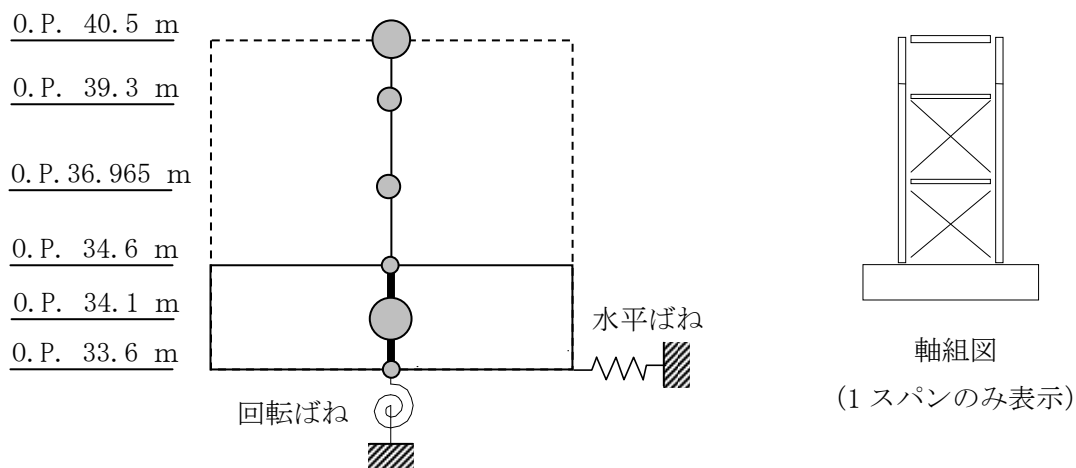 O.P. 40.5 m
O.P. 39.3 m
O.P.36.965 m
O.P. 34.6 m
O.P. 34.1 m
O.P. 33.6 m
水平ばね
回転ばね
軸組図
(1 スパンのみ表示)